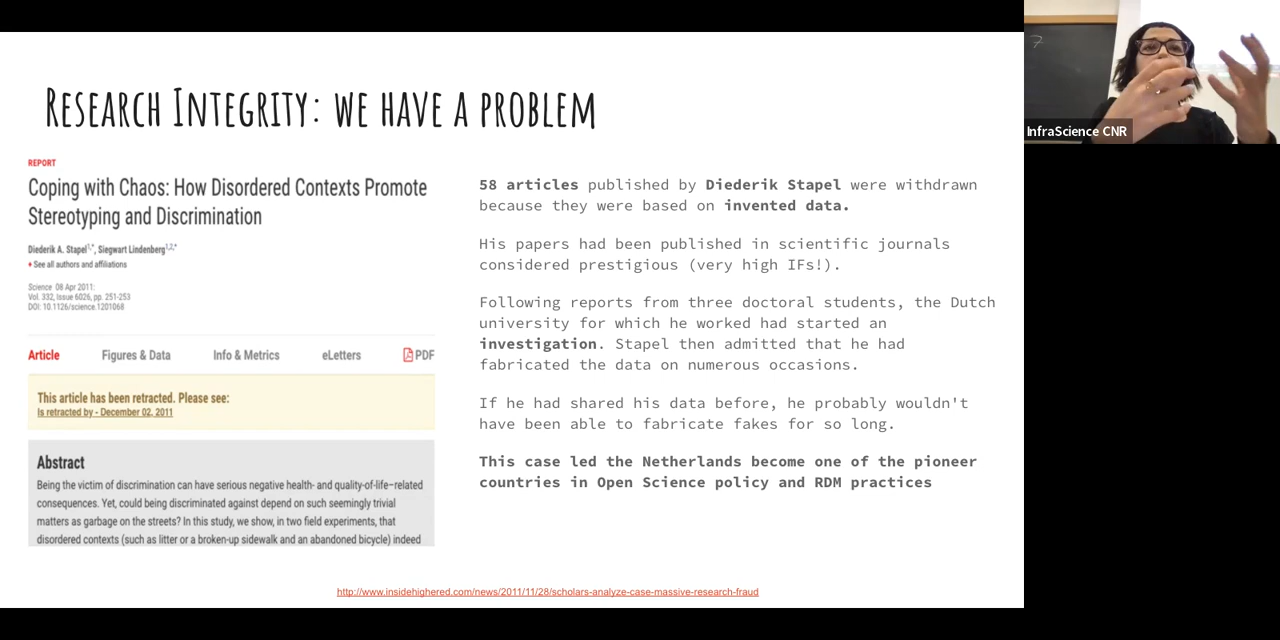 Research Integrity: we have a problem
REPORT
Coping with Chaos: How Disordered Contexts Promote
Stereotyping and Discrimination
Diederik A. Stapel1,*, Siegwart Lindenberg1,2,*
+ See all authors and affiliations
Science 08 Apr 2011:
Vol. 332, Issue 6026, pp. 251-253
DOI: 10.1126/science.1201068
Article Figures & Data Info & Metrics eLetters PDF
This article has been retracted. Please see:
Is retracted by - December 02, 2011
Abstract
Being the victim of discrimination can have serious negative health- and quality-of-life–related
consequences. Yet, could being discriminated against depend on such seemingly trivial
matters as garbage on the streets? In this study, we show, in two field experiments, that
disordered contexts (such as litter or a broken-up sidewalk and an abandoned bicycle) indeed
58 articles published by Diederik Stapel were withdrawn
because they were based on invented data.
His papers had been published in scientific journals
considered prestigious (very high IFs!).
Following reports from three doctoral students, the Dutch
university for which he worked had started an
investigation. Stapel then admitted that he had
fabricated the data on numerous occasions.
If he had shared his data before, he probably wouldn't
have been able to fabricate fakes for so long.
This case led the Netherlands become one of the pioneer
countries in Open Science policy and RDM practices
http://www.insidehighered.com/news/2011/11/28/scholars-analyze-case-massive-research-fraud
InfraScience CNR